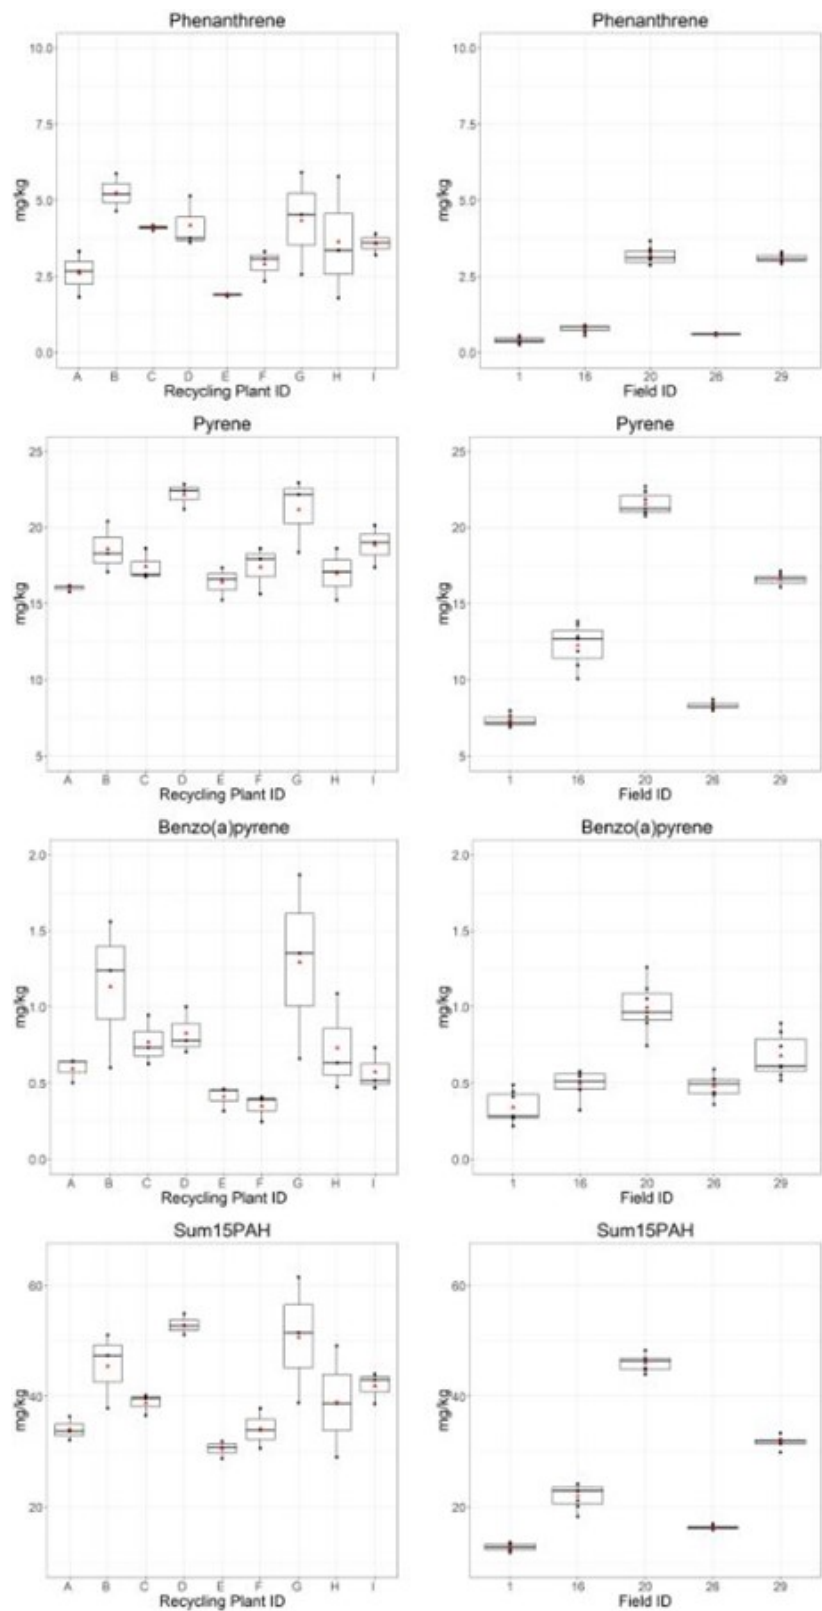 Phenanthrene Phenanthrene
10.0 10.0
7.5 7.5
mg/kg mg/kg
5.0 5.0
2.5 2.5
0.0 0.0
A B C D E F G H I 1 16 20 26 29
Recycling Plant ID Field ID
Pyrene Pyrene
25 25
20 20
mg/kg mg/kg
15 15
10 10
5 5
A B C D E F G H I 1 16 20 26 29
Recycling Plant ID Field ID
Benzo(a)pyrene Benzo(a)pyrene
2.0 2.0
1.5 1.5
mg/kg mg/kg
1.0 1.0
0.5 0.5
0.0 0.0
A B C D E F G H I 1 16 20 26 29
Recycling Plant ID Field ID
Sum15PAH Sum15PAH
60 60
mg/kg mg/kg
40 40
20 20
A B C D E F G H I 1 16 20 26 29
Recycling Plant ID Field ID